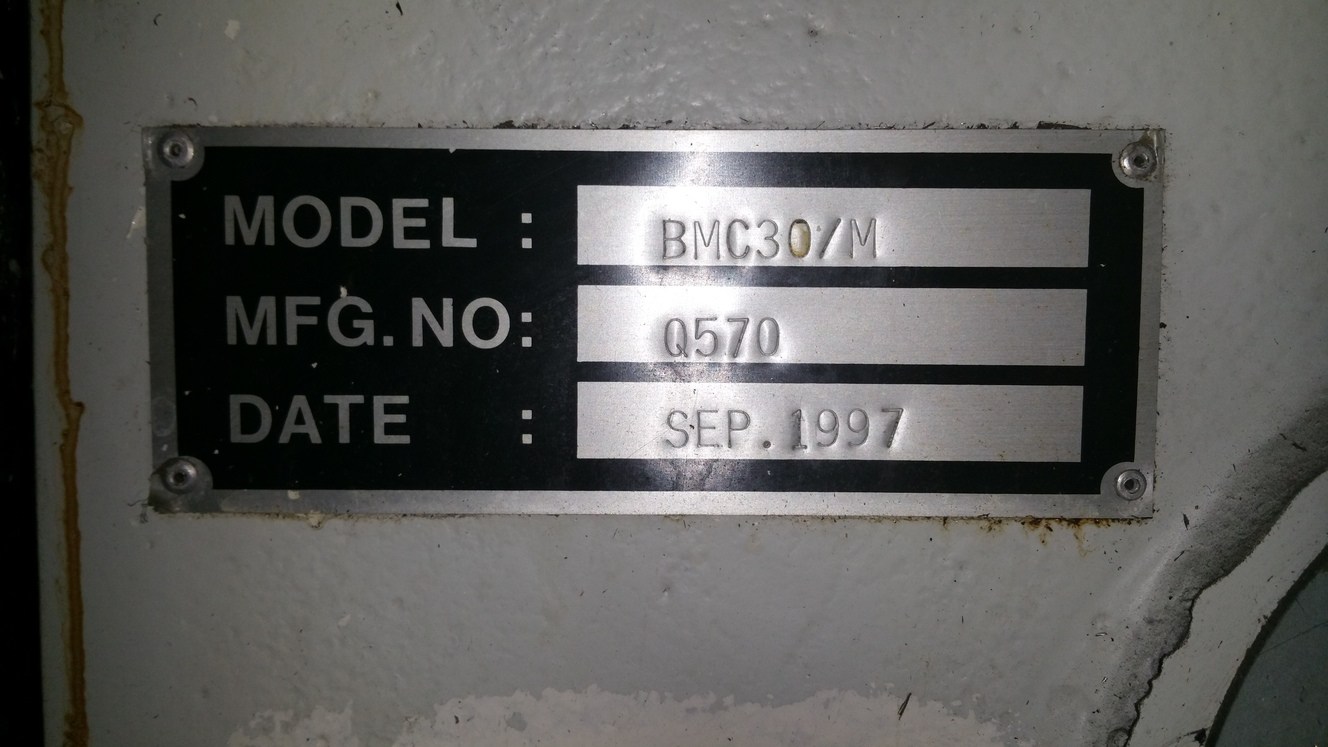 MODEL : BMC30/M
MFG. NO: Q570
DATE : SEP. 1997